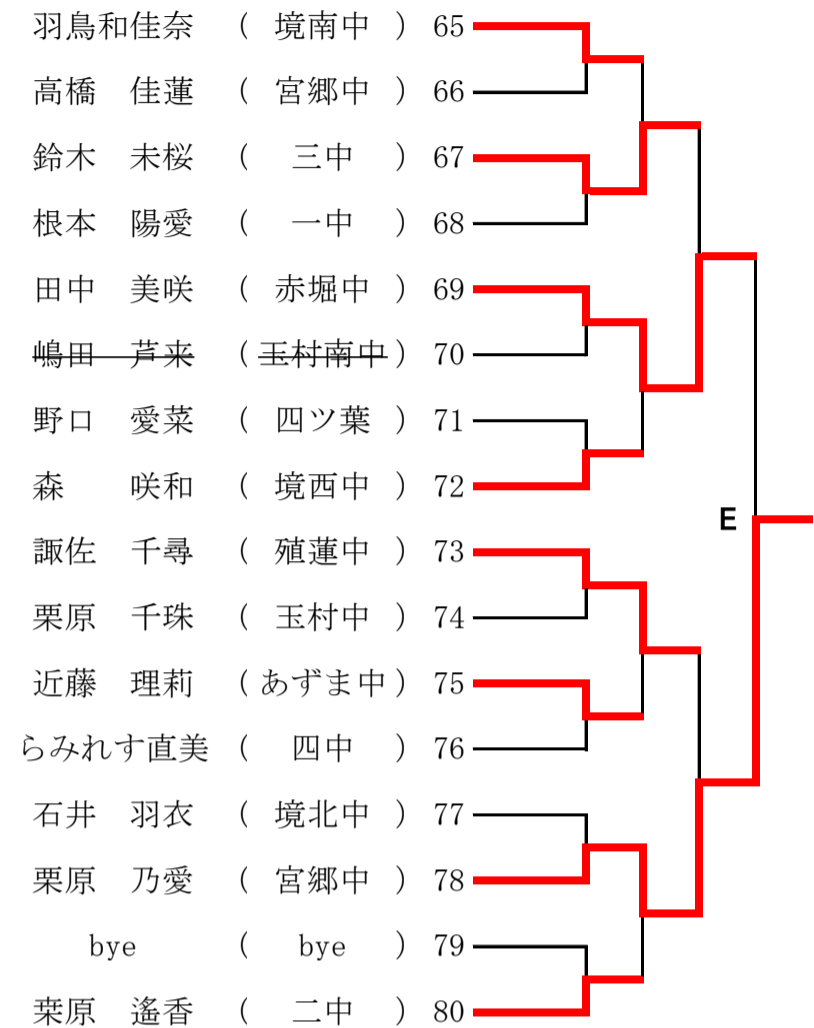 羽鳥和佳奈 ( 境南中 ) 65
高橋 佳蓮 ( 宮郷中 ) 66
鈴木 未桜 ( 三中 ) 67
根本 陽愛 ( 一中 ) 68
田中 美咲 ( 赤堀中 ) 69
嶋田 芦来 ( 玉村南中 ) 70
野口 愛菜 ( 四ツ葉 ) 71
森 咲和 ( 境西中 ) 72
E
諏佐 千尋 ( 殖蓮中 ) 73
栗原 千珠 ( 玉村中 ) 74
近藤 理莉 ( あずま中 ) 75
らみれす直美 ( 四中 ) 76
石井 羽衣 ( 境北中 ) 77
栗原 乃愛 ( 宮郷中 ) 78
bye ( bye ) 79
桒原 遙香 ( 二中 ) 80